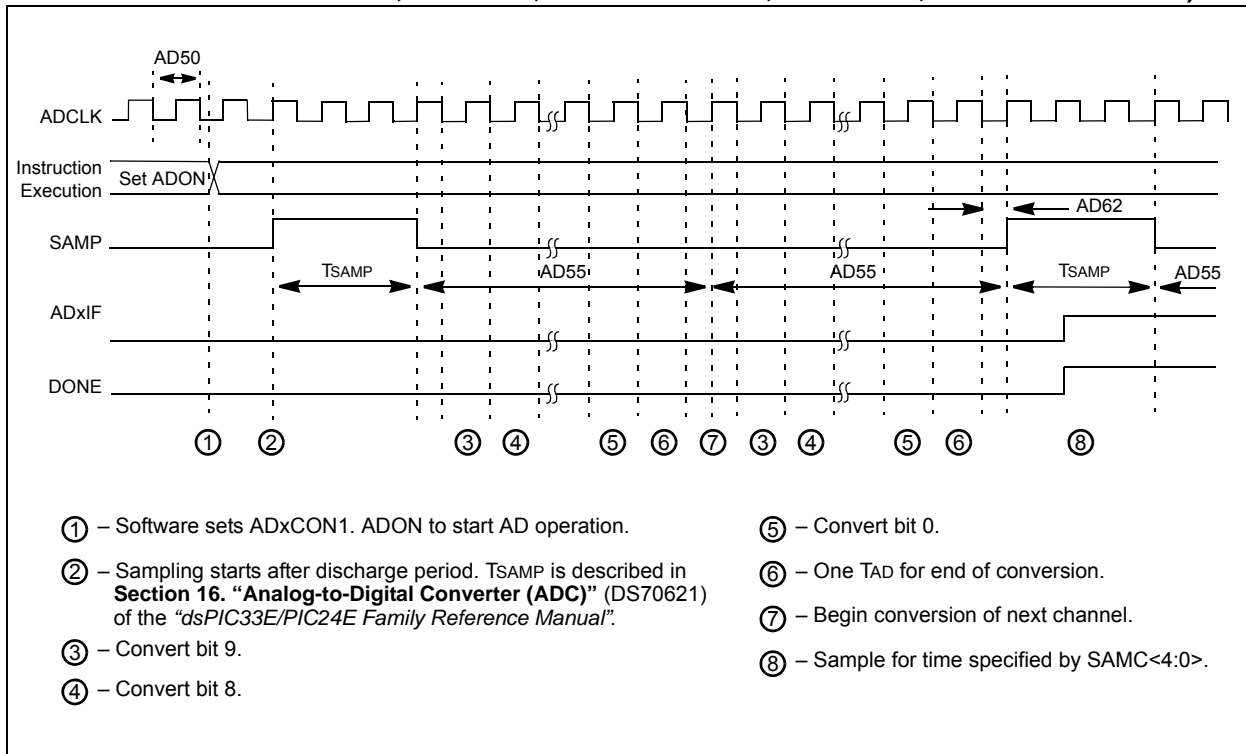 AD50
ADCLK
Instruction
Execution
Set ADON
AD62
SAMP
TSAMP
AD55
AD55
TSAMP
AD55
ADxIF
DONE
1 2 3 4 5 6 7 3 4 5 6 8
① – Software sets ADxCON1. ADON to start AD operation.
② – Sampling starts after discharge period. TSAMP is described in
Section 16. “Analog-to-Digital Converter (ADC)” (DS70621)
of the “dsPIC33E/PIC24E Family Reference Manual”.
③ – Convert bit 9.
④ – Convert bit 8.
⑤ – Convert bit 0.
⑥ – One TAD for end of conversion.
⑦ – Begin conversion of next channel.
⑧ – Sample for time specified by SAMC<4:0>.